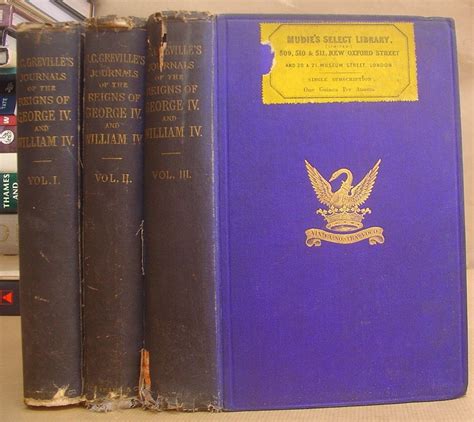 C.C. GREVILLE'S
JOURNALS
OF THE
REIGNS OF
GEORGE IV.
AND
WILLIAM IV.
VOL. I.
C.C. GREVILLE'S
JOURNALS
OF THE
REIGNS OF
GEORGE IV.
AND
WILLIAM IV.
VOL. II.
C.C. GREVILLE'S
JOURNALS
OF THE
REIGNS OF
GEORGE IV.
AND
WILLIAM IV.
VOL. III.
MUDIE'S SELECT LIBRARY,
509, 510 & 511, NEW OXFORD STREET
AND 20 & 21, MUSEUM STREET, LONDON
SINGLE SUBSCRIPTION,
One Guinea Per Annum
THAMES
AND